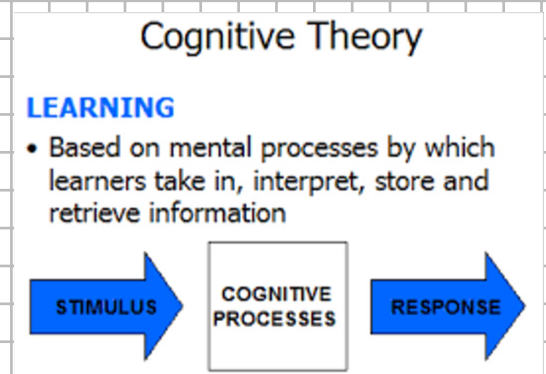 Cognitive Theory
LEARNING
• Based on mental processes by which
learners take in, interpret, store and
retrieve information
STIMULUS
COGNITIVE
PROCESSES
RESPONSE